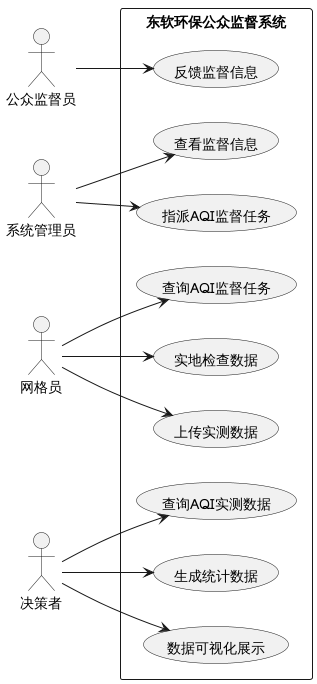 东软环保公众监督系统
公众监督员
反馈监督信息
系统管理员
查看监督信息
指派AQI监督任务
网格员
查询AQI监督任务
实地检查数据
上传实测数据
决策者
查询AQI实测数据
生成统计数据
数据可视化展示